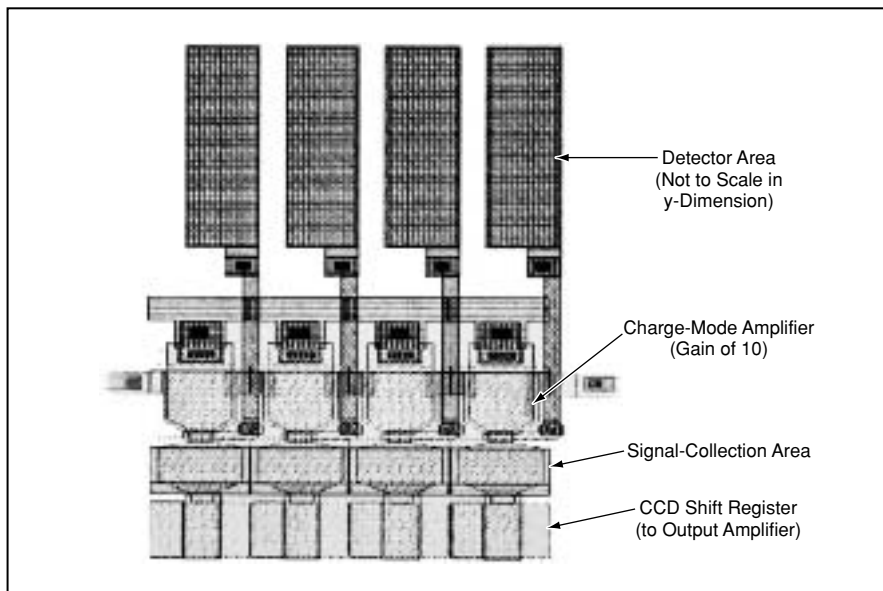 Detector Area
(Not to Scale in
y-Dimension)
Charge-Mode Amplifier
(Gain of 10)
Signal-Collection Area
CCD Shift Register
(to Output Amplifier)